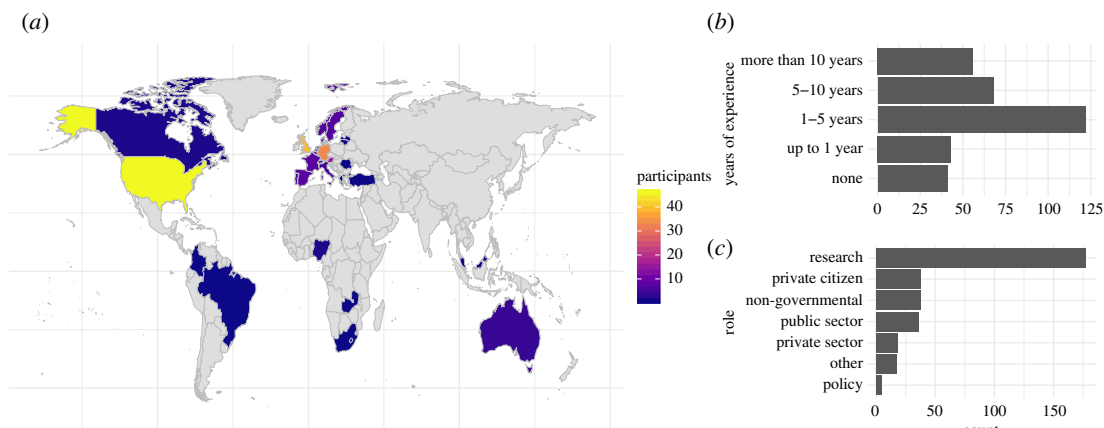 (a)
participants
40
30
20
10
(b)
years of experience
more than 10 years
5–10 years
1–5 years
up to 1 year
none
0 25 50 75 100 125
(c)
role
research
private citizen
non-governmental
public sector
private sector
other
policy
0 50 100 150